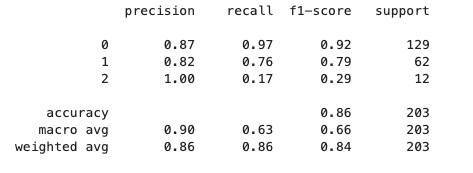 precision recall f1-score support
0 0.87 0.97 0.92 129
1 0.82 0.76 0.79 62
2 1.00 0.17 0.29 12
accuracy 0.86 203
macro avg 0.90 0.63 0.66 203
weighted avg 0.86 0.86 0.84 203